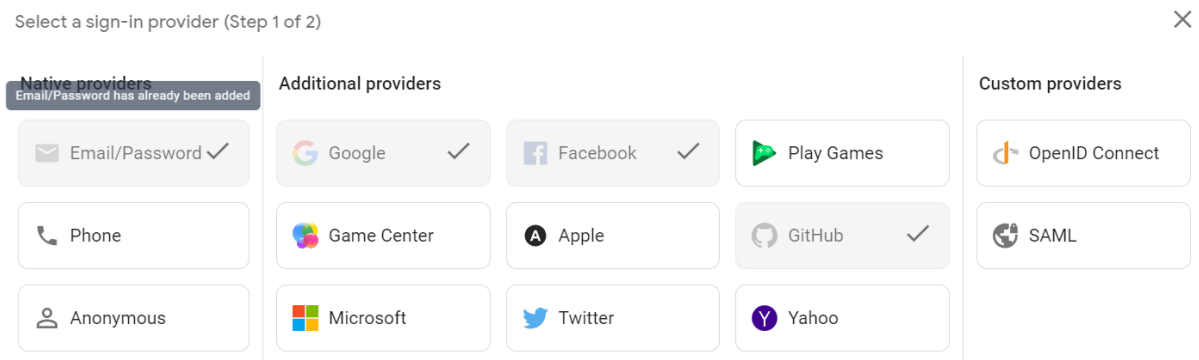 Select a sign-in provider (Step 1 of 2)
Native providers
Email/Password has already been added
Additional providers
Custom providers
Email/Password
Google
Facebook
Play Games
OpenID Connect
Phone
Game Center
Apple
GitHub
SAML
Anonymous
Microsoft
Twitter
Yahoo